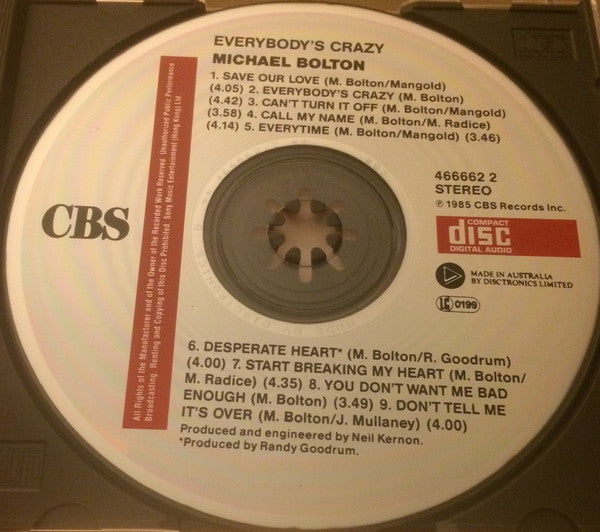 EVERYBODY'S CRAZY
MICHAEL BOLTON
1. SAVE OUR LOVE (M. Bolton/Mangold)
(4.05) 2. EVERYBODY'S CRAZY (M. Bolton)
(4.42) 3. CAN'T TURN IT OFF (M. Bolton/Mangold)
(3.58) 4. CALL MY NAME (M. Bolton/M. Radice)
(4.14) 5. EVERYTIME (M. Bolton/Mangold) (3.46)
All Rights of the Manufacturer and of the Owner of the Recorded Work Reserved Unauthorized Public Performance
Broadcasting Renting and Copying of this Disc Prohibited. Sony Music Entertainment (Hong Kong) Ltd.
CBS
466662 2
STEREO
℗ 1985 CBS Records Inc.
COMPACT
disc
DIGITAL AUDIO
MADE IN AUSTRALIA
BY DISCTRONICS LIMITED
LC 0199
6. DESPERATE HEART* (M. Bolton/R. Goodrum)
(4.00) 7. START BREAKING MY HEART (M. Bolton/
M. Radice) (4.35) 8. YOU DON'T WANT ME BAD
ENOUGH (M. Bolton) (3.49) 9. DON'T TELL ME
IT'S OVER (M. Bolton/J. Mullaney) (4.00)
Produced and engineered by Neil Kernon.
*Produced by Randy Goodrum.